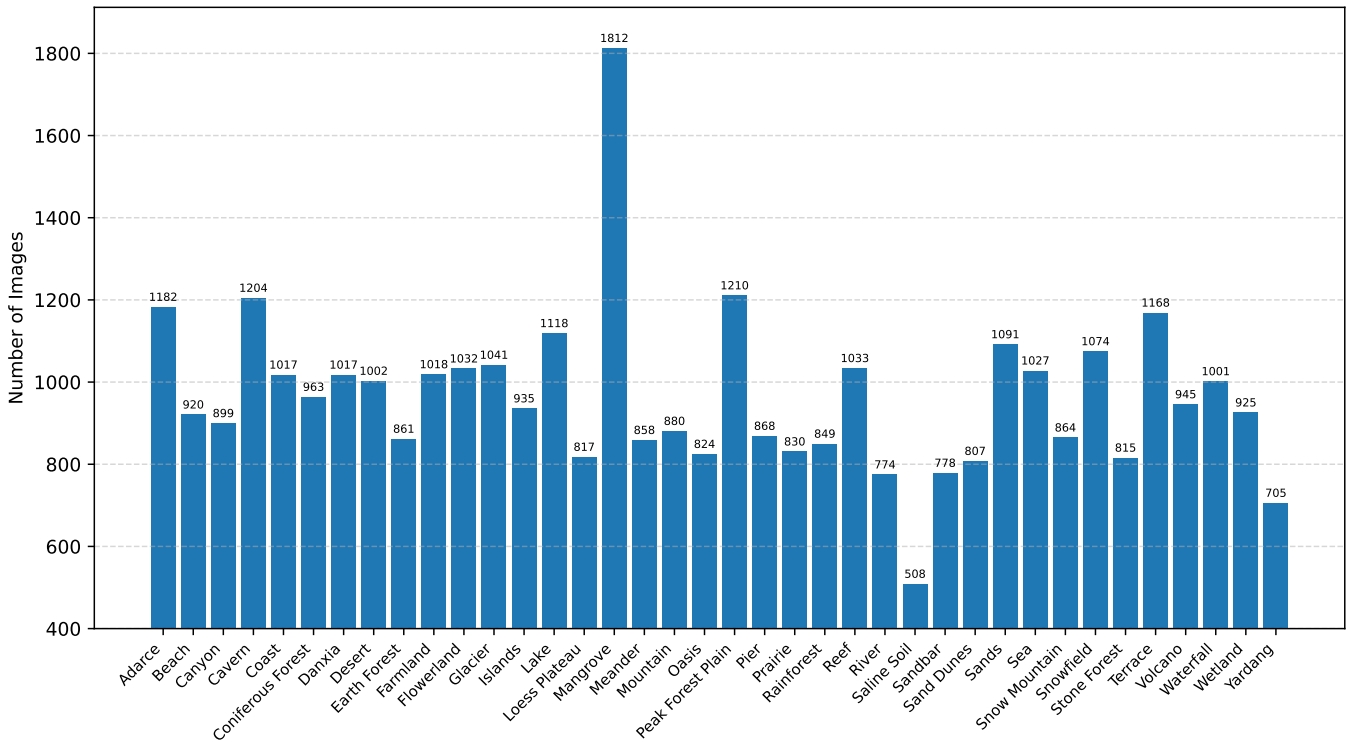 Number of Images
1800
1600
1400
1200
1000
800
600
400
1182
920
899
1204
1017
963
1017
1002
861
1018
1032
1041
935
1118
817
1812
858
880
824
1210
868
830
849
1033
774
508
778
807
1091
1027
864
1074
815
1168
945
1001
925
705
Adarce
Beach
Canyon
Cavern
Coast
Coniferous Forest
Danxia
Desert
Earth Forest
Farmland
Flowerland
Glacier
Islands
Lake
Loess Plateau
Mangrove
Meander
Mountain
Oasis
Peak Forest Plain
Pier
Prairie
Rainforest
Reef
River
Saline Soil
Sandbar
Sand Dunes
Sands
Sea
Snow Mountain
Snowfield
Stone Forest
Terrace
Volcano
Waterfall
Wetland
Yardang